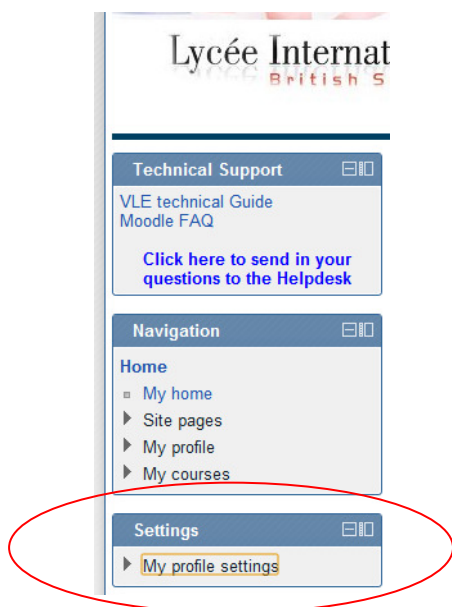 Lycée Internat
British S
Technical Support
VLE technical Guide
Moodle FAQ
Click here to send in your
questions to the Helpdesk
Navigation
Home
My home
Site pages
My profile
My courses
Settings
My profile settings